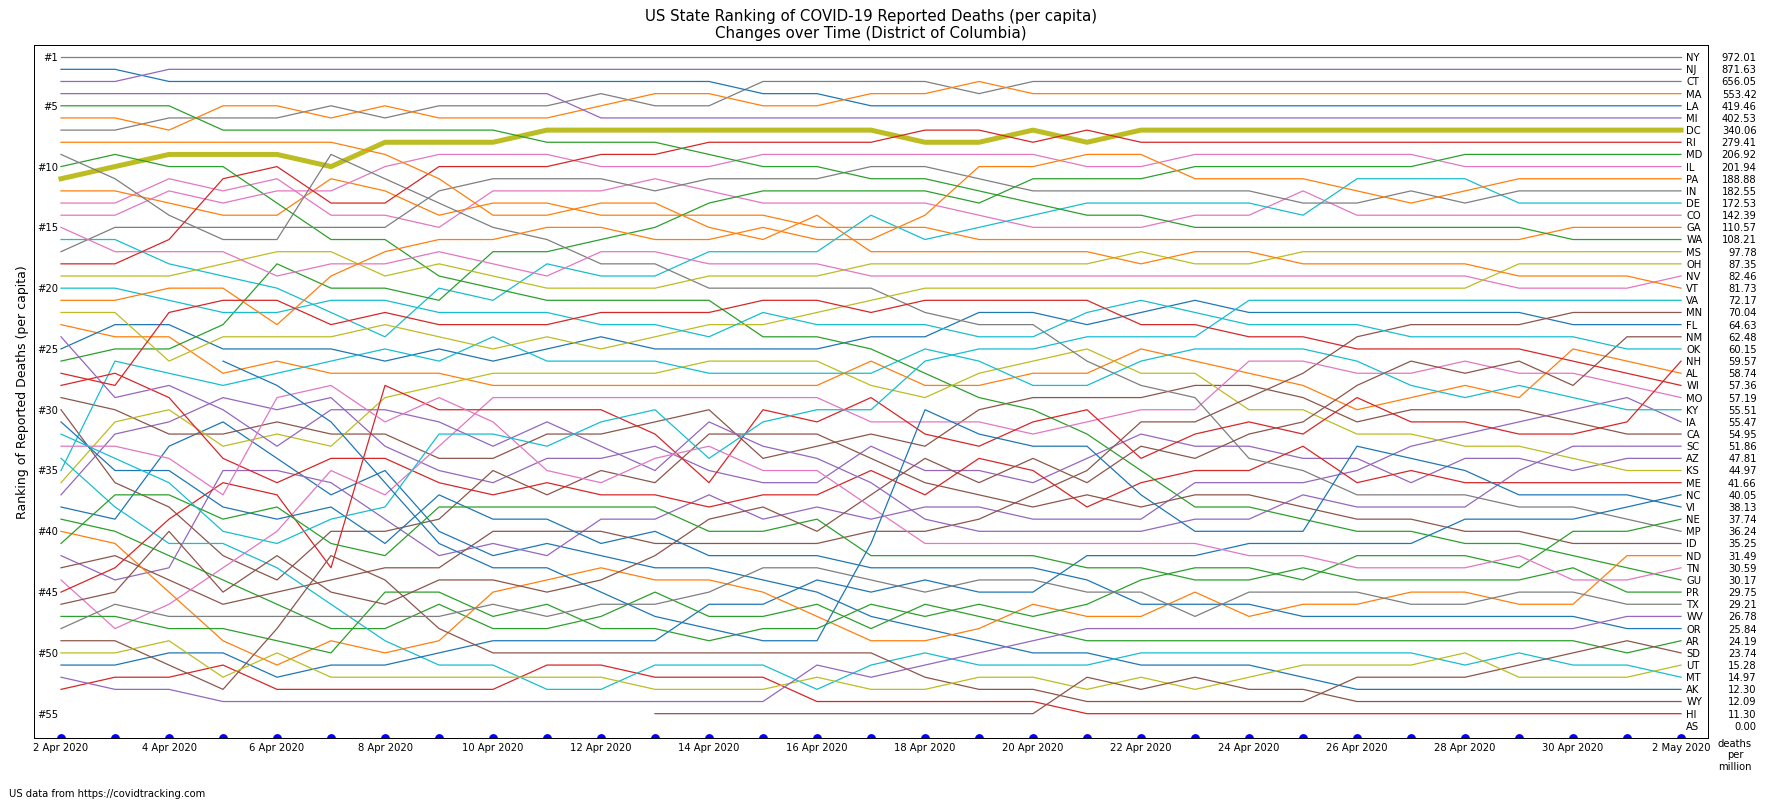 US State Ranking of COVID-19 Reported Deaths (per capita)
Changes over Time (District of Columbia)
Ranking of Reported Deaths (per capita)
#1
#5
#10
#15
#20
#25
#30
#35
#40
#45
#50
#55
NY 972.01
NJ 871.63
CT 656.05
MA 553.42
LA 419.46
MI 402.53
DC 340.06
RI 279.41
MD 206.92
IL 201.94
PA 188.88
IN 182.55
DE 172.53
CO 142.39
GA 110.57
WA 108.21
MS 97.78
OH 87.35
NV 82.46
VT 81.73
VA 72.17
MN 70.04
FL 64.63
NM 62.48
OK 60.15
NH 59.57
AL 58.74
WI 57.36
MO 57.19
KY 55.51
IA 55.47
CA 54.95
SC 51.86
AZ 47.81
KS 44.97
ME 41.66
NC 40.05
VI 38.13
NE 37.74
MP 36.24
ID 35.25
ND 31.49
TN 30.59
GU 30.17
PR 29.75
TX 29.21
WV 26.78
OR 25.84
AR 24.19
SD 23.74
UT 15.28
MT 14.97
AK 12.30
WY 12.09
HI 11.30
AS 0.00
2 Apr 2020 4 Apr 2020 6 Apr 2020 8 Apr 2020 10 Apr 2020 12 Apr 2020 14 Apr 2020 16 Apr 2020 18 Apr 2020 20 Apr 2020 22 Apr 2020 24 Apr 2020 26 Apr 2020 28 Apr 2020 30 Apr 2020 2 May 2020
deaths
per
million
US data from https://covidtracking.com